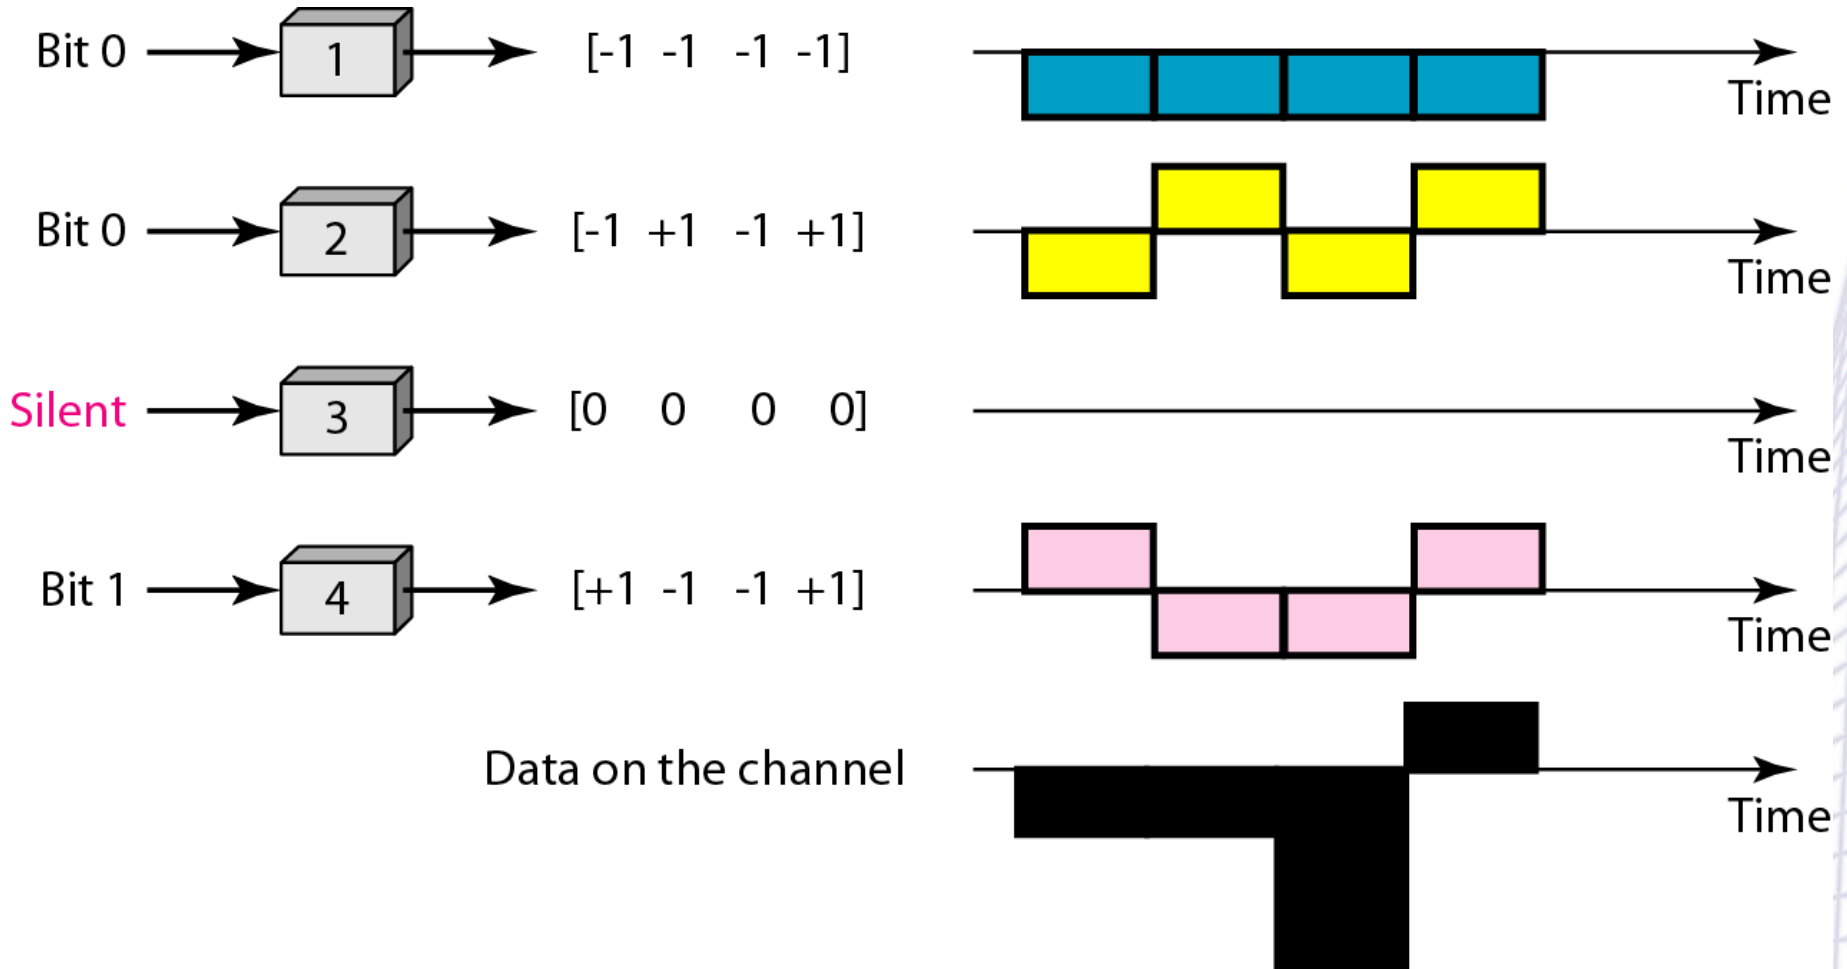 Bit 0 1 [-1 -1 -1 -1] Time
Bit 0 2 [-1 +1 -1 +1] Time
Silent 3 [0 0 0 0] Time
Bit 1 4 [+1 -1 -1 +1] Time
Data on the channel Time